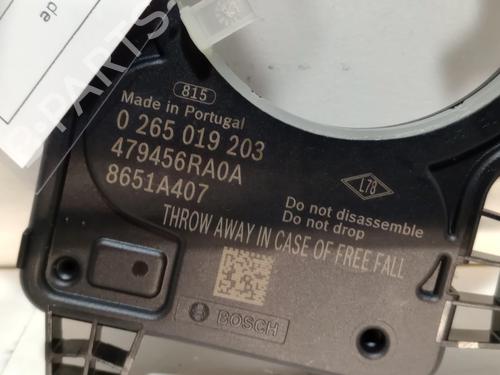 815
Made in Portugal
0 265 019 203
479456RA0A
8651A407
L78
Do not disassemble
Do not drop
THROW AWAY IN CASE OF FREE FALL
BOSCH
de